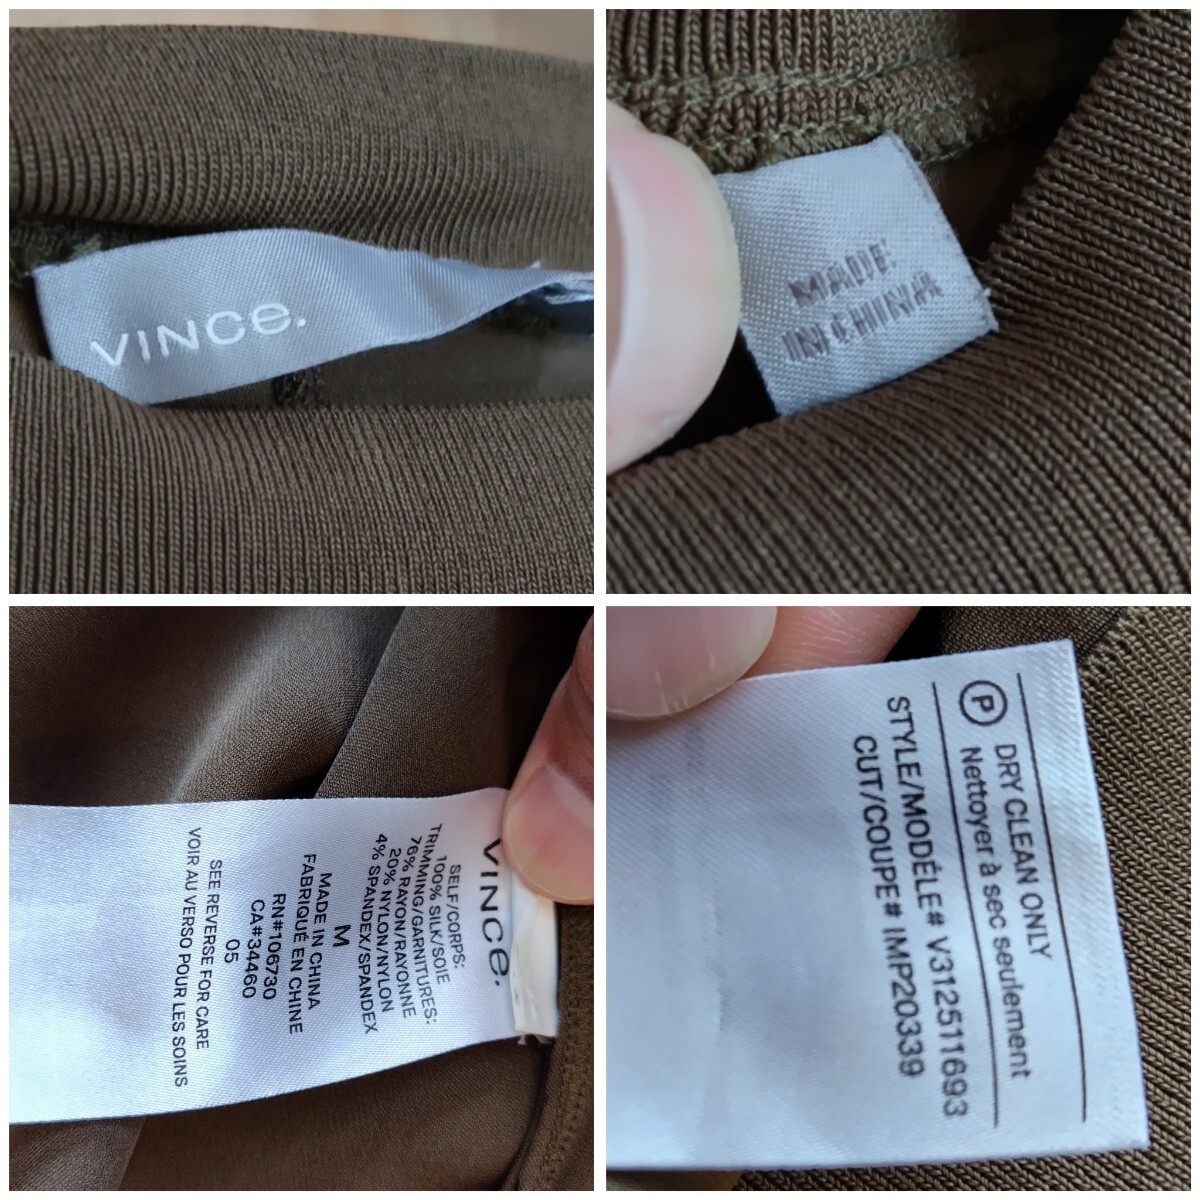 VINCE.
MADE
IN CHINA
VINCE.
SELF/CORPS:
100% SILK/SOIE
TRIMMING/GARNITURES:
76% RAYON/RAYONNE
20% NYLON/NYLON
4% SPANDEX/SPANDEX
M
MADE IN CHINA
FABRIQUÉ EN CHINE
RN#106730
CA#34460
05
SEE REVERSE FOR CARE
VOIR AU VERSO POUR LES SOINS
P DRY CLEAN ONLY
Nettoyer à sec seulement
STYLE/MODÉLE# V312511693
CUT/COUPE# IMP20339